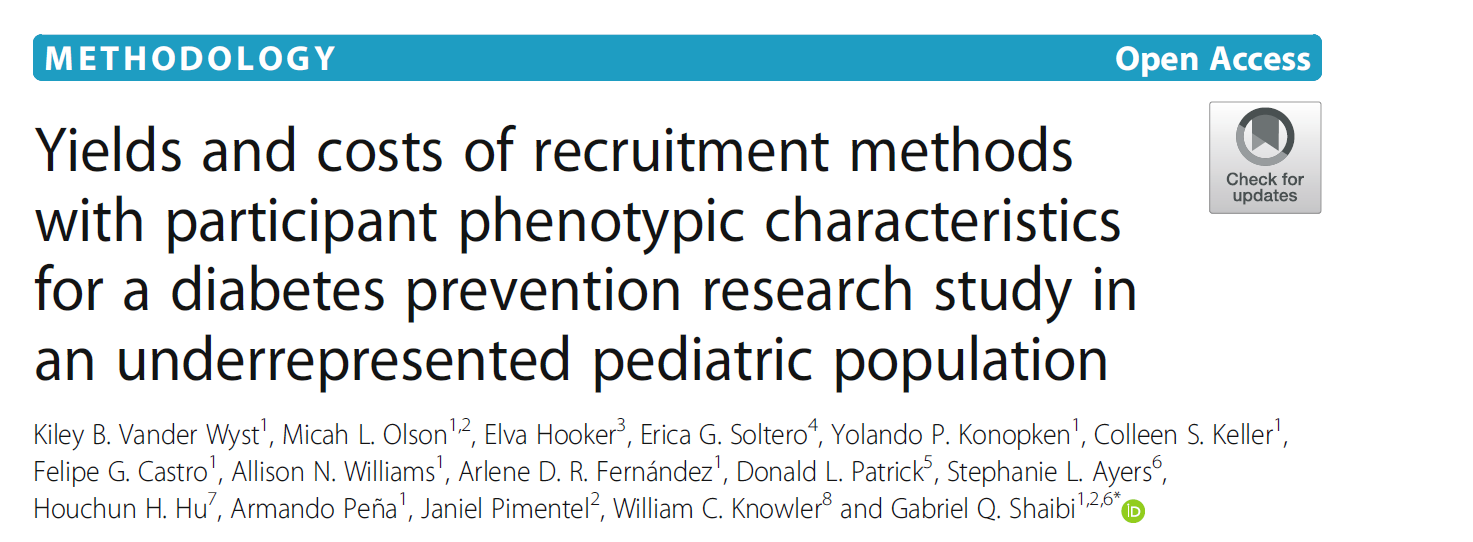 METHODOLOGY Open Access
Check for
updates
Yields and costs of recruitment methods
with participant phenotypic characteristics
for a diabetes prevention research study in
an underrepresented pediatric population
Kiley B. Vander Wyst1, Micah L. Olson1,2, Elva Hooker3, Erica G. Soltero4, Yolando P. Konopken1, Colleen S. Keller1,
Felipe G. Castro1, Allison N. Williams1, Arlene D. R. Fernández1, Donald L. Patrick5, Stephanie L. Ayers6,
Houchun H. Hu7, Armando Peña1, Janiel Pimentel2, William C. Knowler8 and Gabriel Q. Shaibi1,2,6* iD